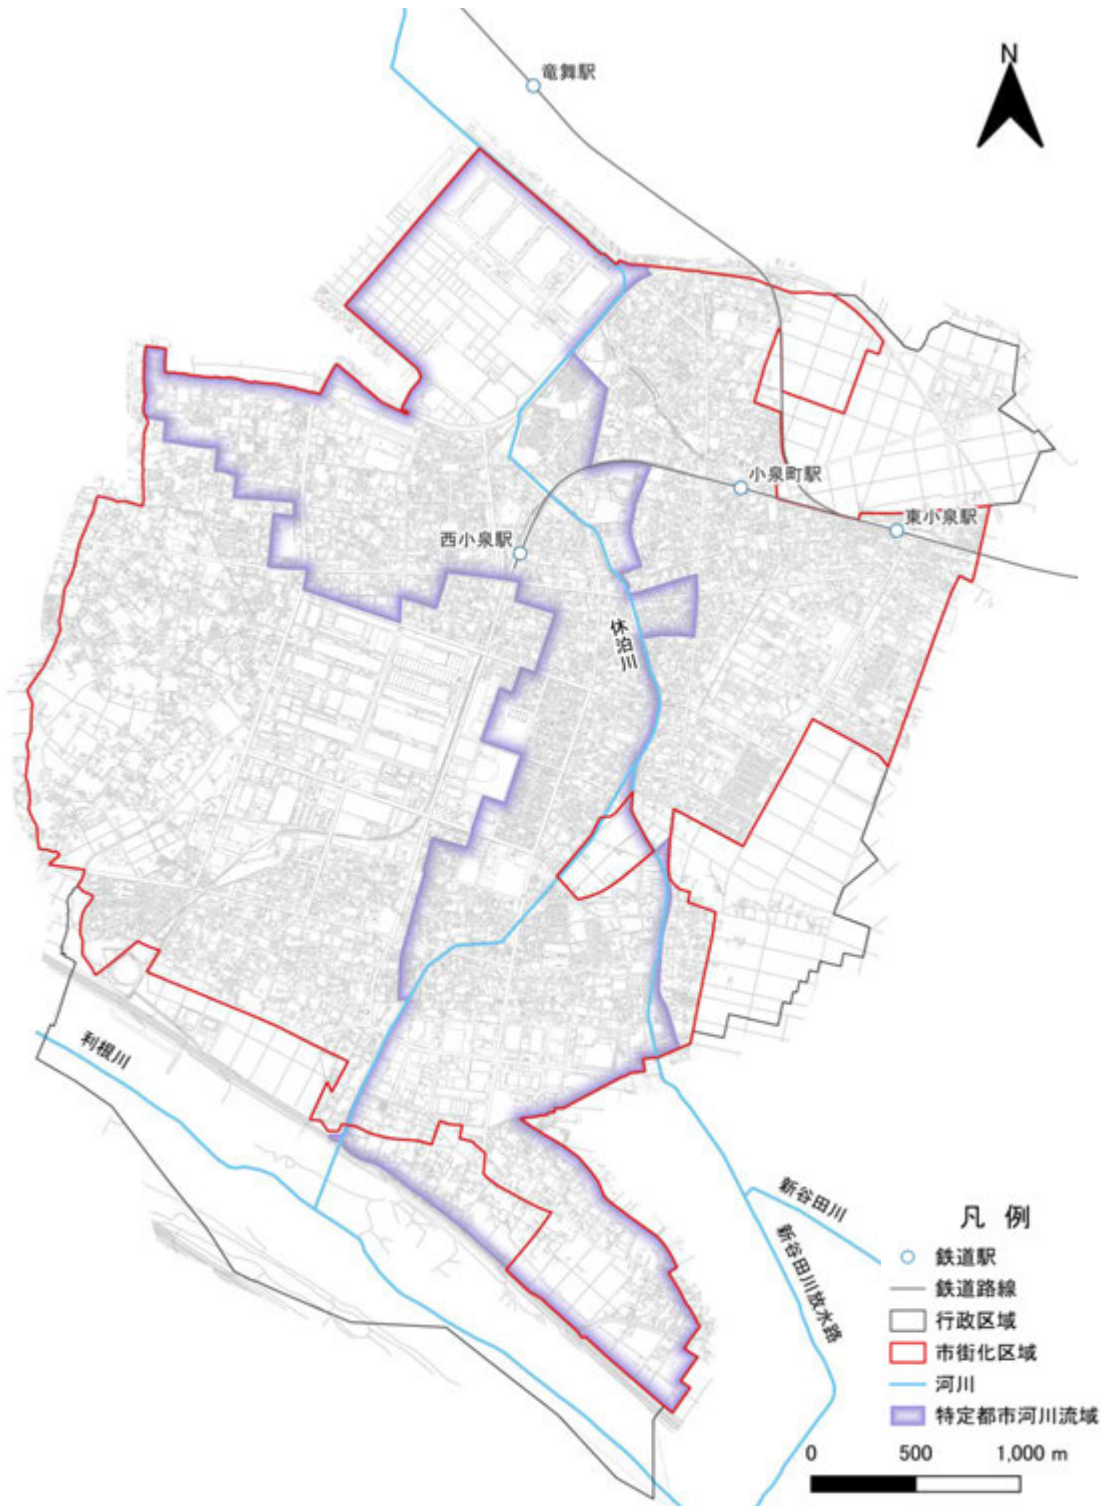 N
竜舞駅
小泉町駅
東小泉駅
西小泉駅
休泊川
利根川
新谷田川
新谷田川放水路
凡 例
鉄道駅
鉄道路線
行政区域
市街化区域
河川
特定都市河川流域
0 500 1,000 m